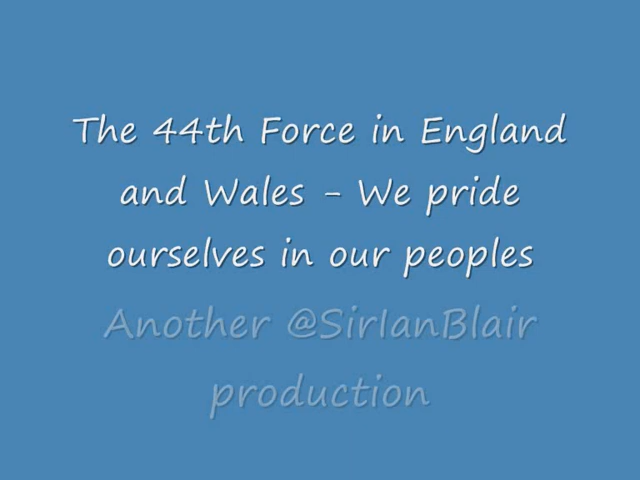 The 44th Force in England
and Wales - We pride
ourselves in our peoples
Another @SirIanBlair
production